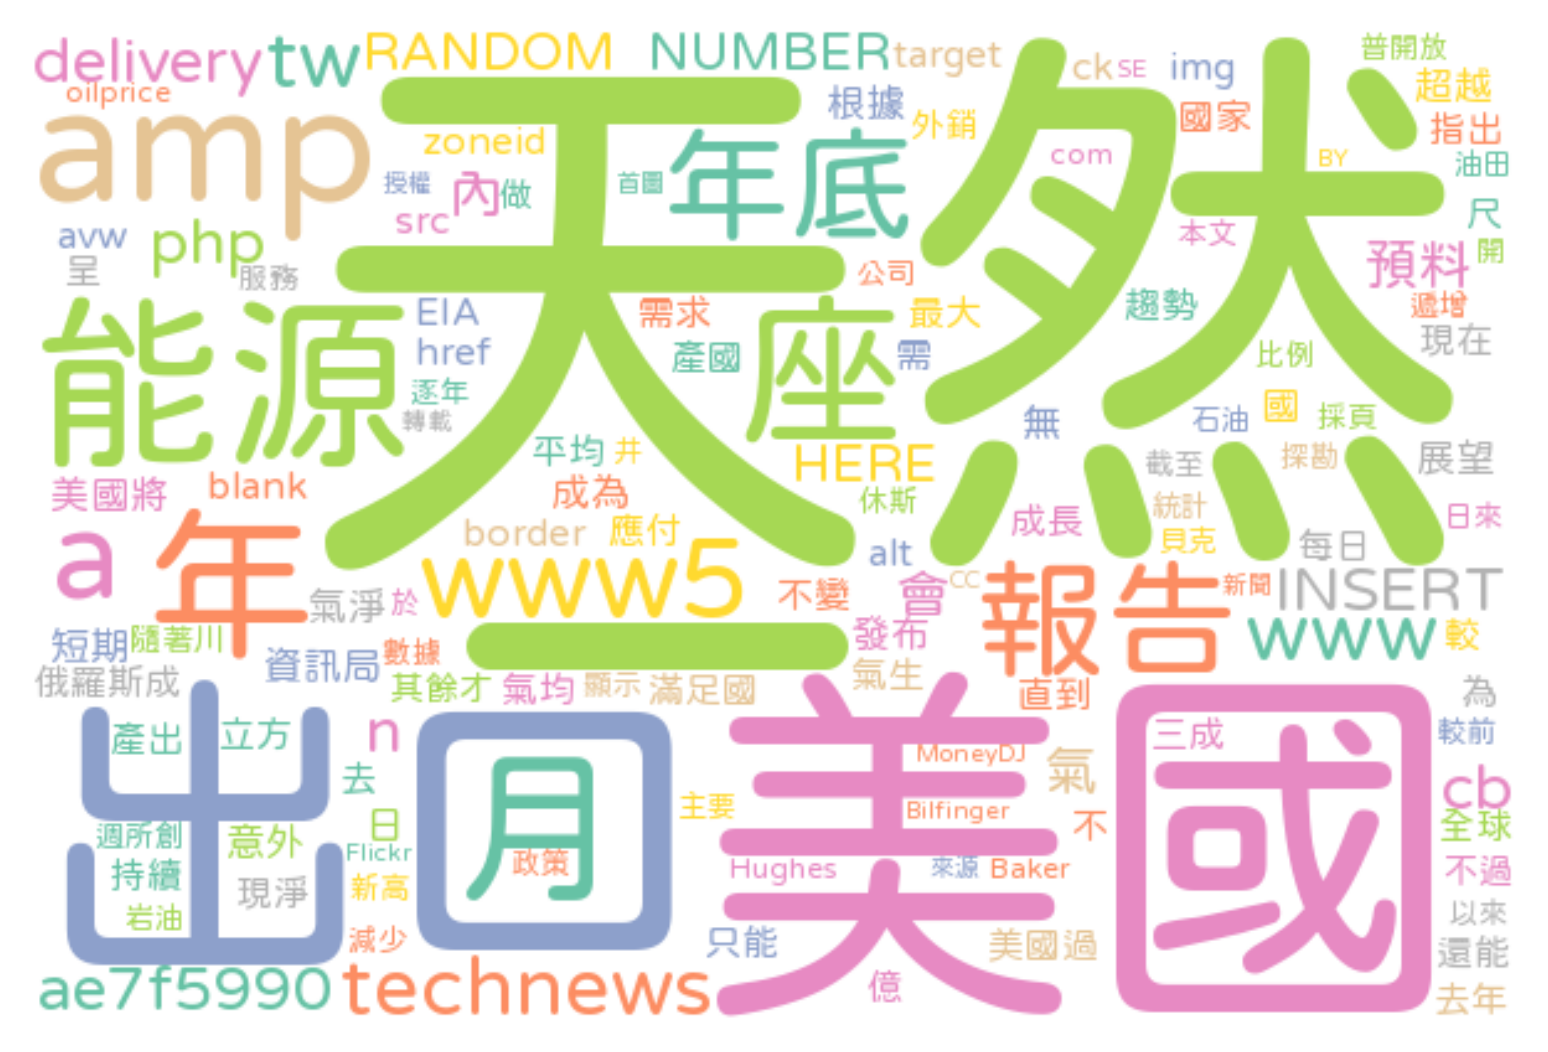 delivery
tw
RANDOM
NUMBER
target
ck
SE
img
普開放
oilprice
超越
amp
天然
zoneid
根據
外銷
國家
指出
年底
com
BY
油田
授權
內
做
首圖
src
尺
avw
php
本文
預料
開
呈
服務
公司
能源
EIA
需求
座
最大
趨勢
遞增
href
產國
需
比例
現在
逐年
轉載
無
石油
國
採頁
平均
井
HERE
截至
探勘
展望
美國將
blank
成為
休斯
統計
a
年
border
應付
成長
貝克
日來
www5
alt
每日
氣淨
於
不變
會
CC
報告
新聞
INSERT
短期
隨著川
資訊局
數據
一
發布
www
較
俄羅斯成
其餘才
氣均
顯示
滿足國
氣生
直到
為
出口
月
美國
產出
立方
n
三成
較前
去
MoneyDJ
氣
cb
週所創
意外
日
主要
Bilfinger
不
全球
Flickr
政策
持續
現淨
新高
Hughes
來源
Baker
不過
岩油
減少
只能
美國過
以來
還能
ae7f5990
technews
億
去年